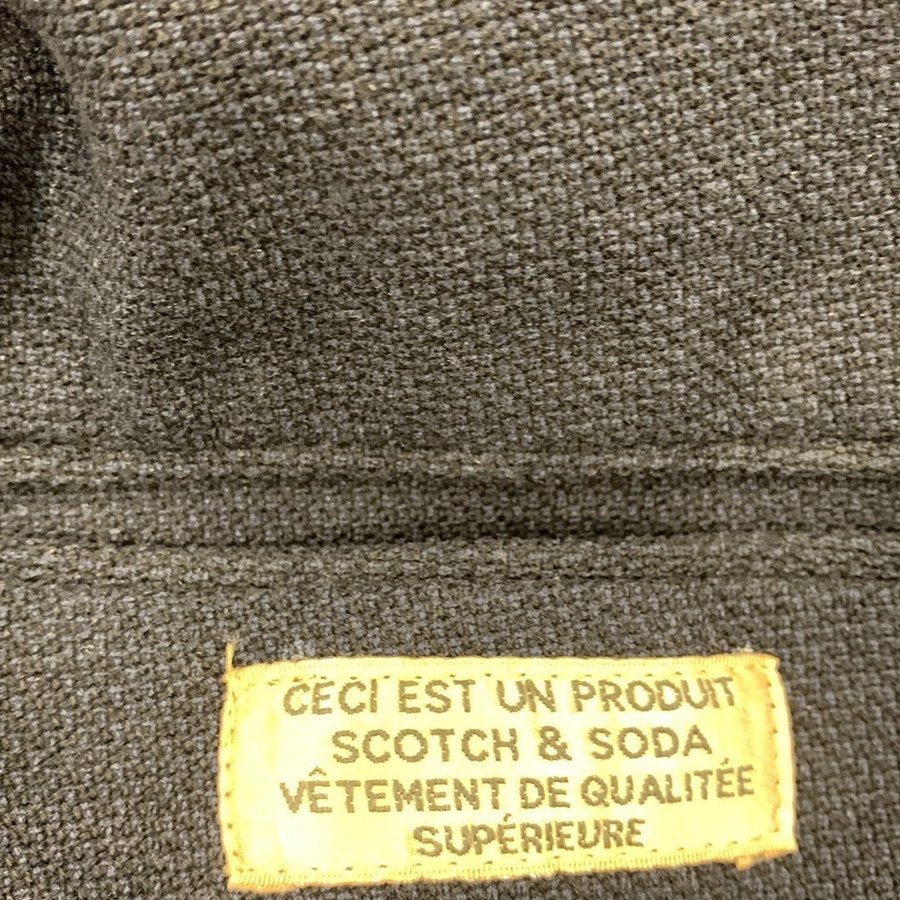 CECI EST UN PRODUIT
SCOTCH & SODA
VÊTEMENT DE QUALITÉE
SUPÉRIEURE